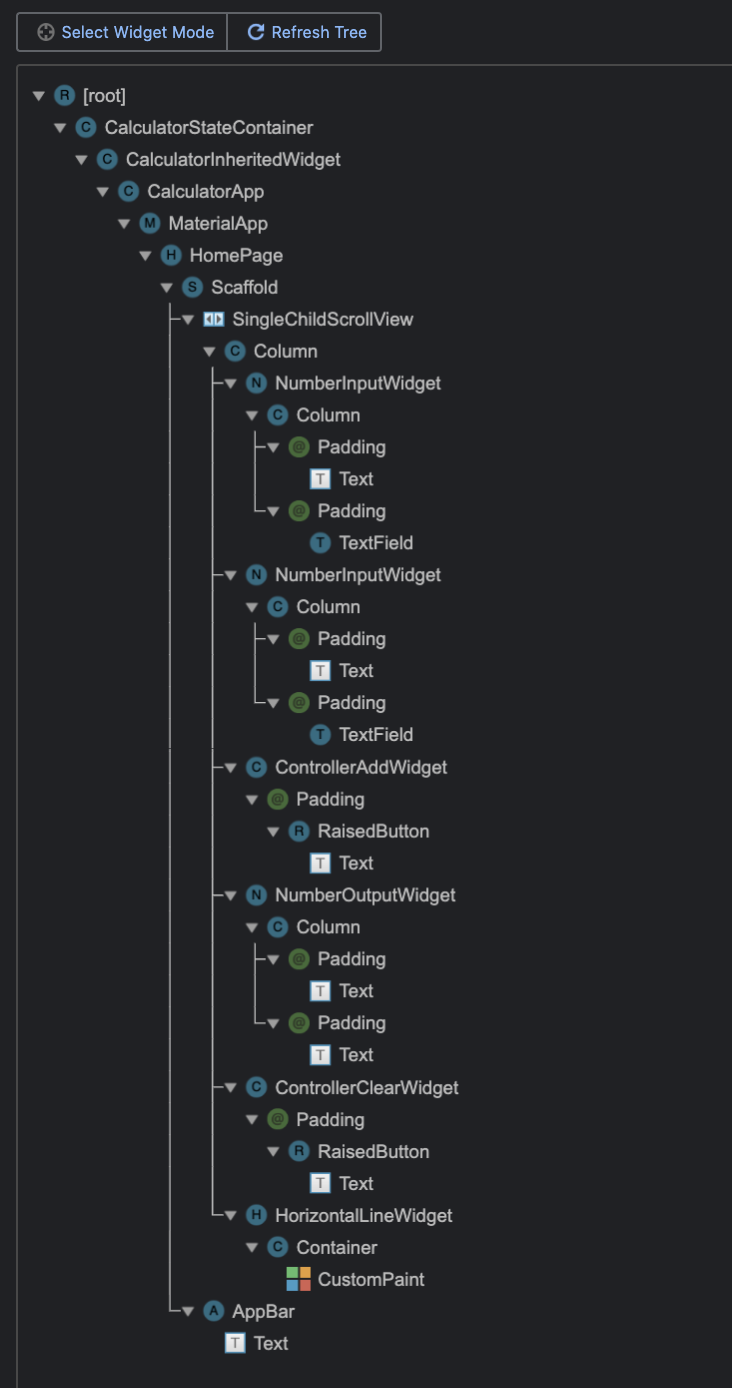 Select Widget Mode Refresh Tree
R [root]
C CalculatorStateContainer
C CalculatorInheritedWidget
C CalculatorApp
M MaterialApp
H HomePage
S Scaffold
SingleChildScrollView
C Column
N NumberInputWidget
C Column
@ Padding
T Text
@ Padding
T TextField
N NumberInputWidget
C Column
@ Padding
T Text
@ Padding
T TextField
C ControllerAddWidget
@ Padding
R RaisedButton
T Text
N NumberOutputWidget
C Column
@ Padding
T Text
@ Padding
T Text
C ControllerClearWidget
@ Padding
R RaisedButton
T Text
H HorizontalLineWidget
C Container
CustomPaint
A AppBar
T Text